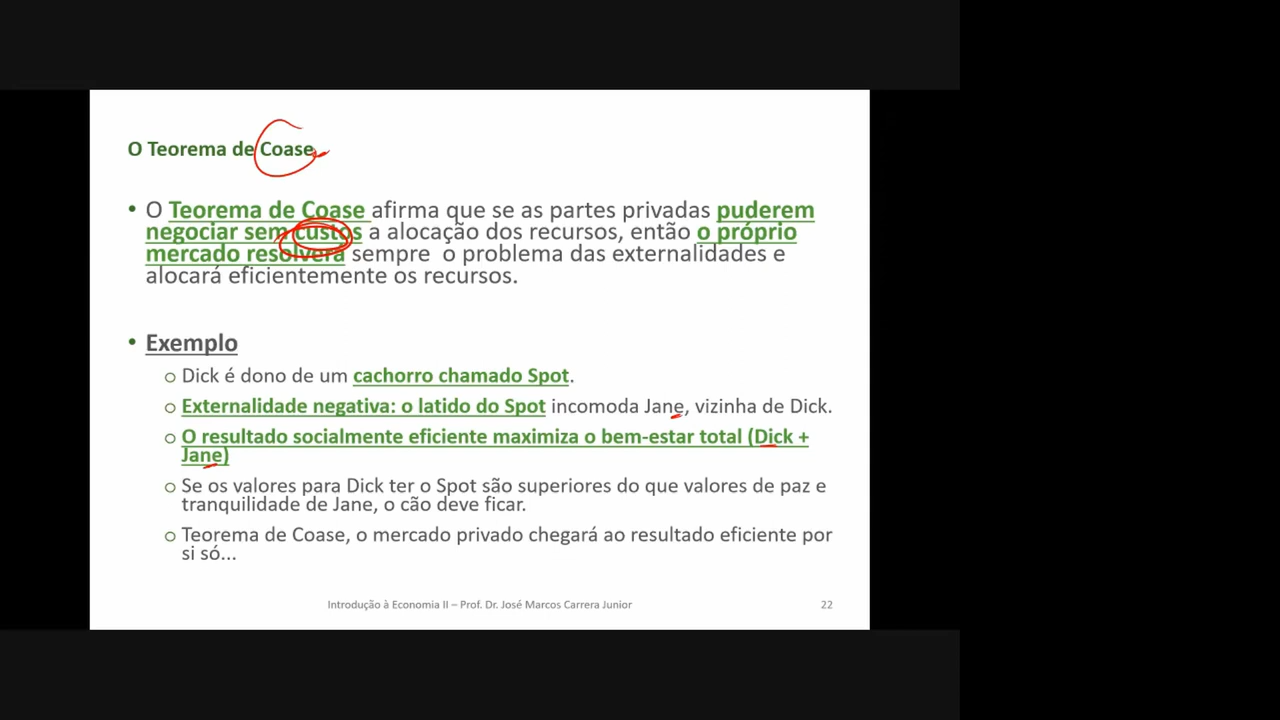 O Teorema de Coase
• O Teorema de Coase afirma que se as partes privadas puderem
negociar sem custos a alocação dos recursos, então o próprio
mercado resolverá sempre o problema das externalidades e
alocará eficientemente os recursos.
• Exemplo
o Dick é dono de um cachorro chamado Spot.
o Externalidade negativa: o latido do Spot incomoda Jane, vizinha de Dick.
o O resultado socialmente eficiente maximiza o bem-estar total (Dick +
Jane)
o Se os valores para Dick ter o Spot são superiores do que valores de paz e
tranquilidade de Jane, o cão deve ficar.
o Teorema de Coase, o mercado privado chegará ao resultado eficiente por
si só...
Introdução à Economia II – Prof. Dr. José Marcos Carrera Junior 22